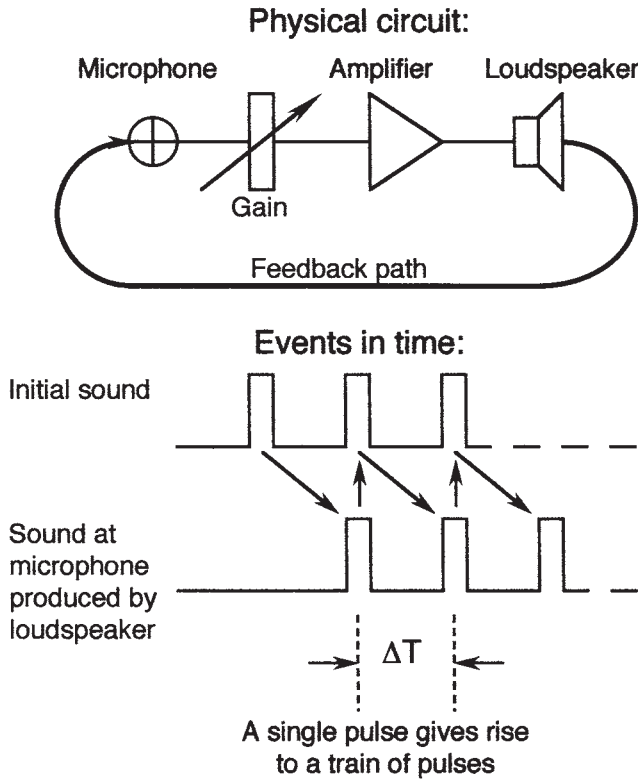 Physical circuit:
Microphone
Amplifier
Loudspeaker
Gain
Feedback path
Events in time:
Initial sound
Sound at
microphone
produced by
loudspeaker
ΔT
A single pulse gives rise
to a train of pulses